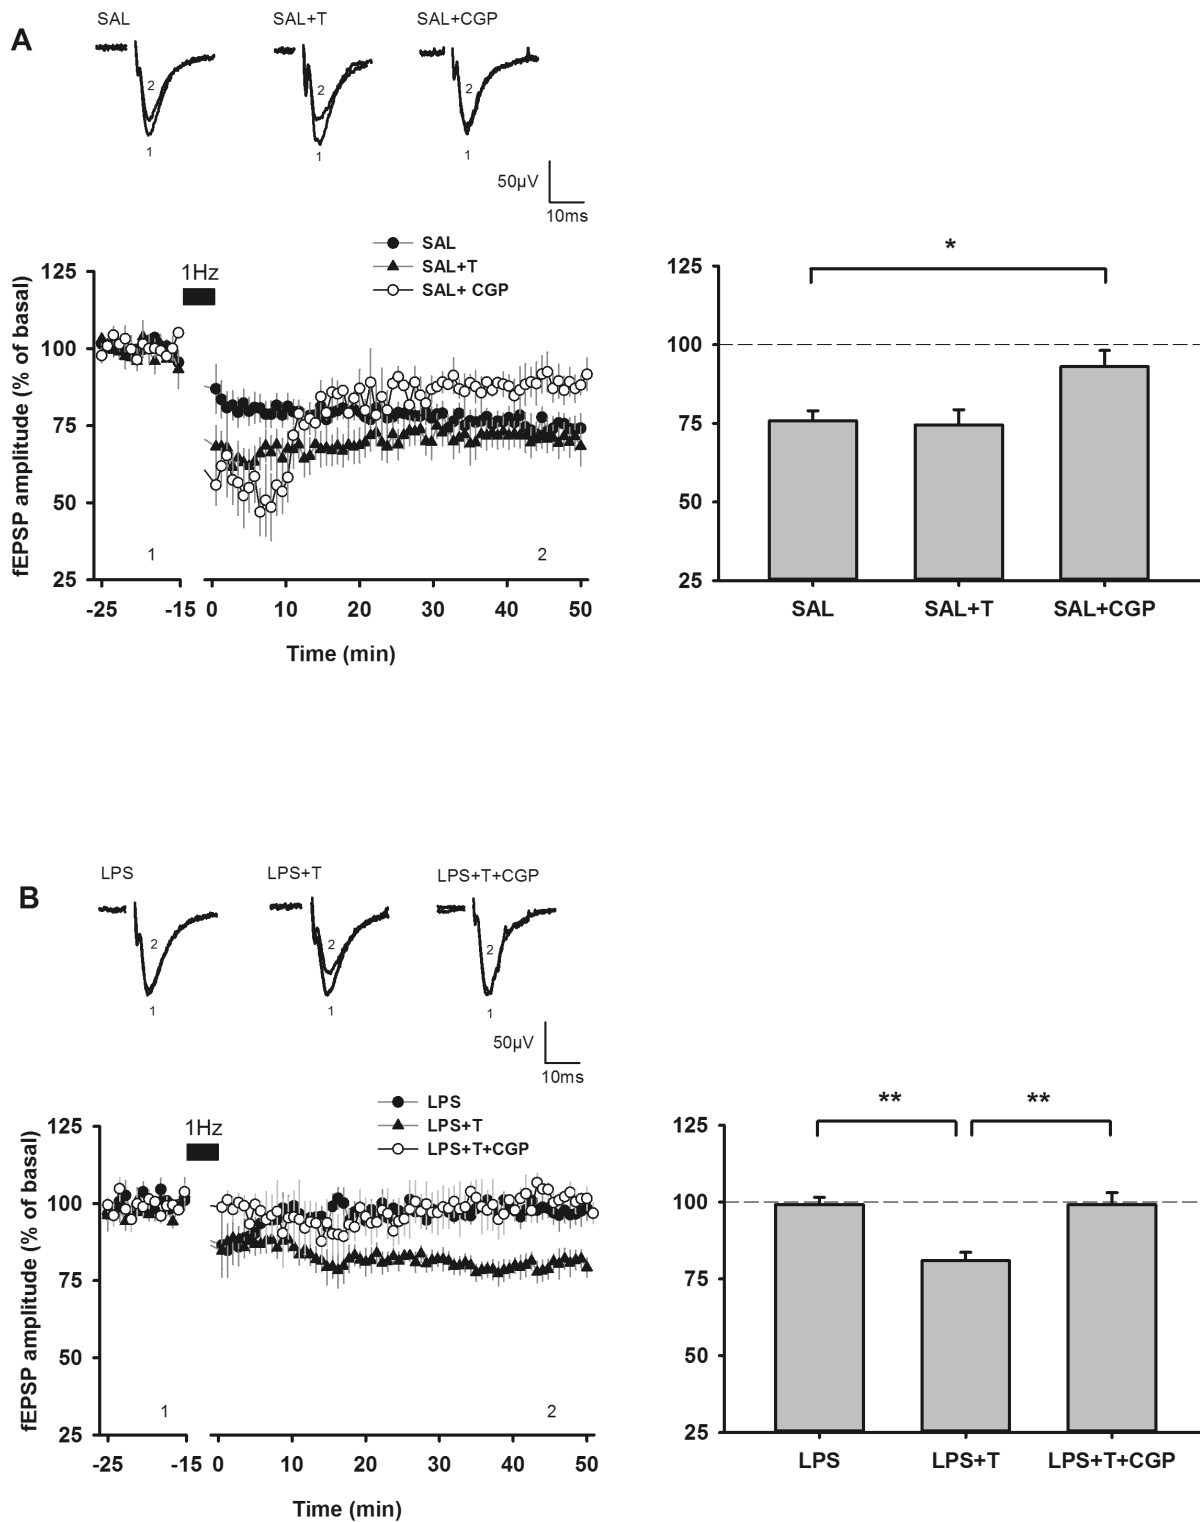 A
SAL
SAL+T
SAL+CGP
2
2
2
1
1
1
50µV
10ms
SAL
SAL+T
SAL+ CGP
1Hz
fEPSP amplitude (% of basal)
125
100
75
50
25
1
2
-25
-15
0
10
20
30
40
50
Time (min)
*
125
100
75
50
25
SAL
SAL+T
SAL+CGP
B
LPS
LPS+T
LPS+T+CGP
2
2
2
1
1
1
50µV
10ms
LPS
LPS+T
LPS+T+CGP
1Hz
fEPSP amplitude (% of basal)
125
100
75
50
25
1
2
-25
-15
0
10
20
30
40
50
Time (min)
**
**
125
100
75
50
25
LPS
LPS+T
LPS+T+CGP